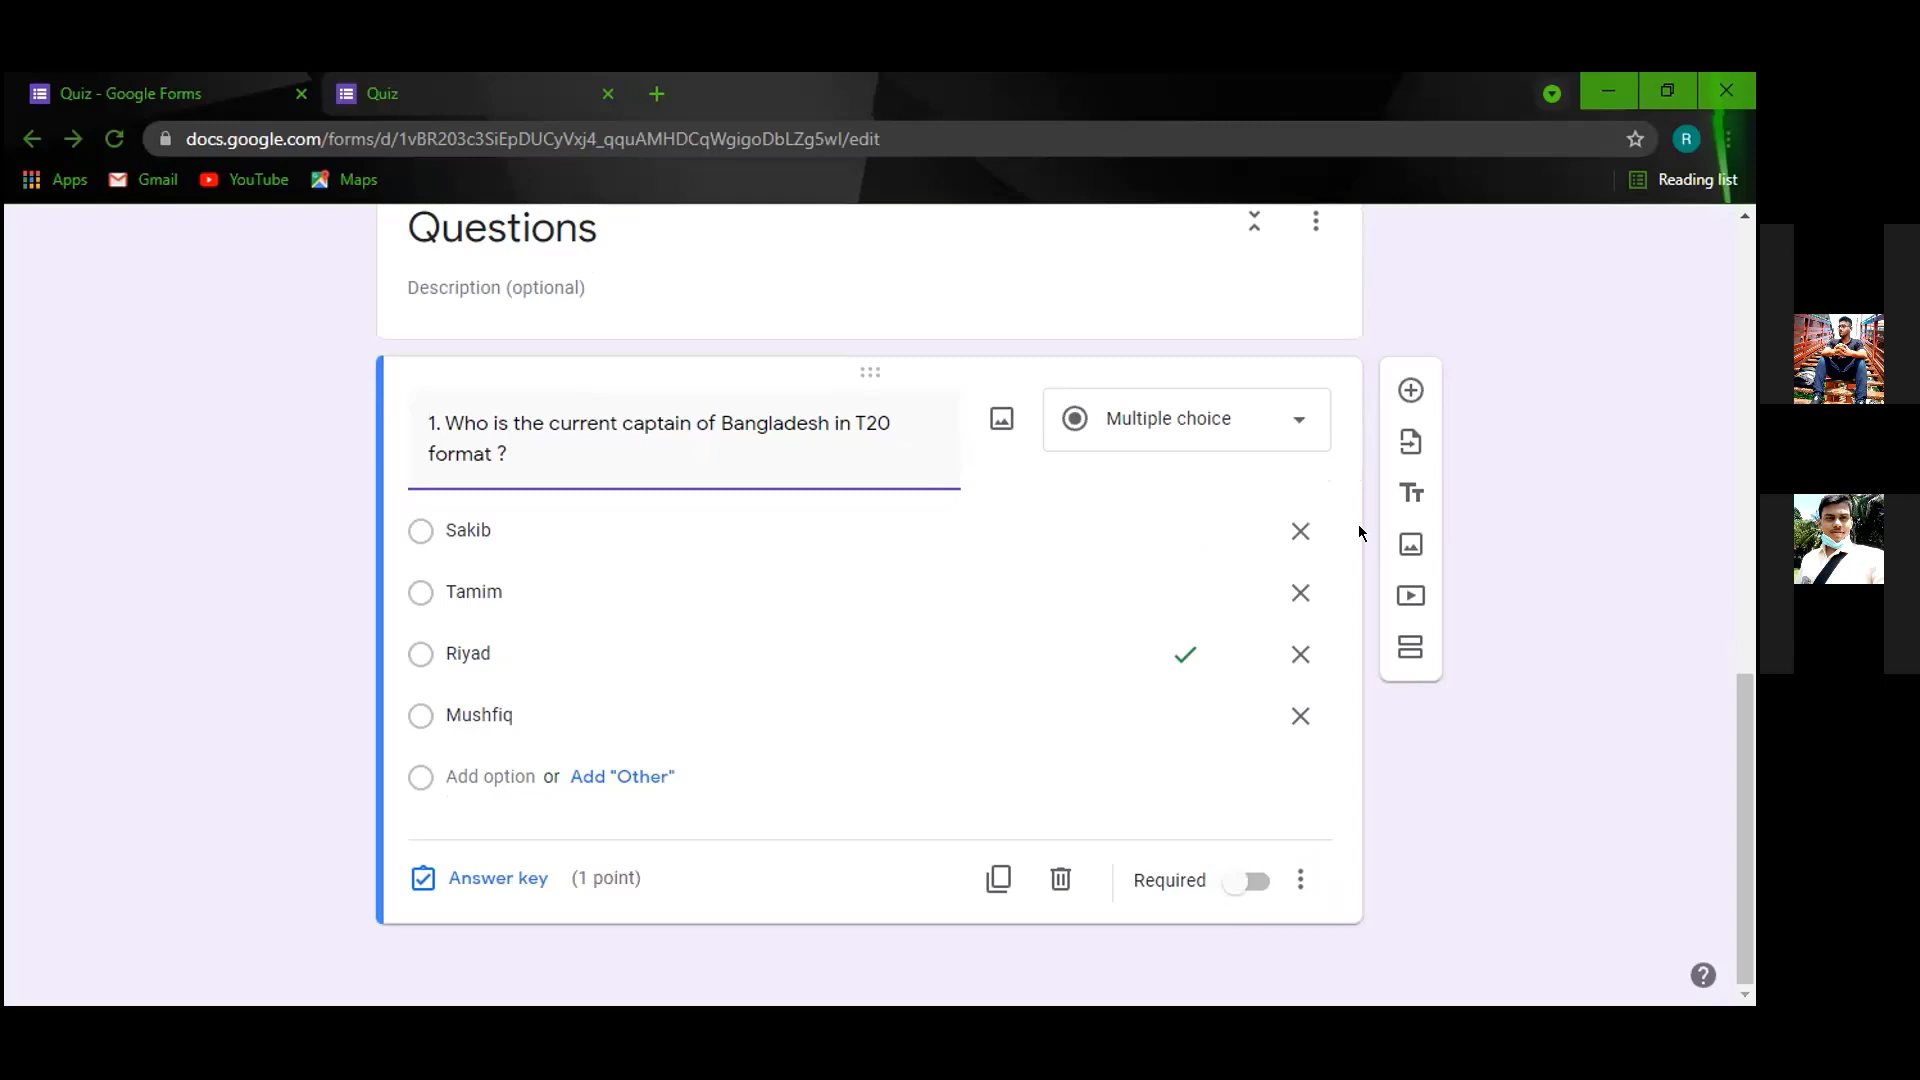 Quiz - Google Forms
Quiz
docs.google.com/forms/d/1vBR203c3SiEpDUCyVxj4_qquAMHDCqWgigoDbLZg5wI/edit
R
Apps
Gmail
YouTube
Maps
Reading list
Questions
Description (optional)
1. Who is the current captain of Bangladesh in T20
format ?
Multiple choice
Sakib
Tamim
Riyad
Mushfiq
Add option or Add "Other"
Answer key (1 point)
Required